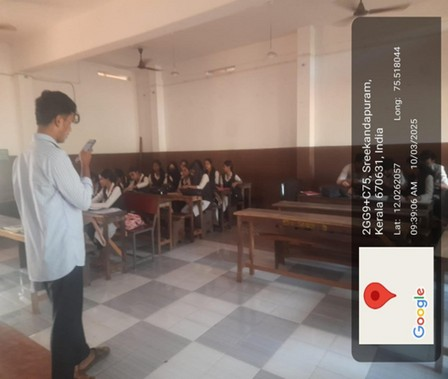 2GG9+C75, Sreekandapuram,
Kerala 670631, India
Lat: 12.0262057 Long: 75.518044
09:39:06 AM 10/03/2025
Google